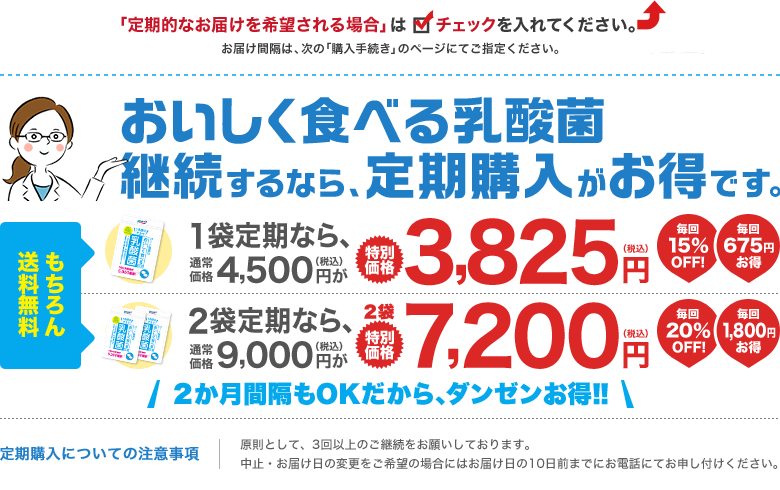 「定期的なお届けを希望される場合」は チェックを入れてください。
お届け間隔は、次の「購入手続き」のページにてご指定ください。
おいしく食べる乳酸菌
継続するなら、定期購入がお得です。
もちろん
送料無料
乳酸菌
1袋定期なら、
通常価格4,500円(税込)が
特別価格
3,825円(税込)
毎回
15%
OFF!
毎回
675円
お得
乳酸菌
乳酸菌
2袋定期なら、
通常価格9,000円(税込)が
2袋
特別価格
7,200円(税込)
毎回
20%
OFF!
毎回
1,800円
お得
2か月間隔もOKだから、ダンゼンお得!!
定期購入についての注意事項
原則として、3回以上のご継続をお願いしております。
中止・お届け日の変更をご希望の場合にはお届け日の10日前までにお電話にてお申し付けください。